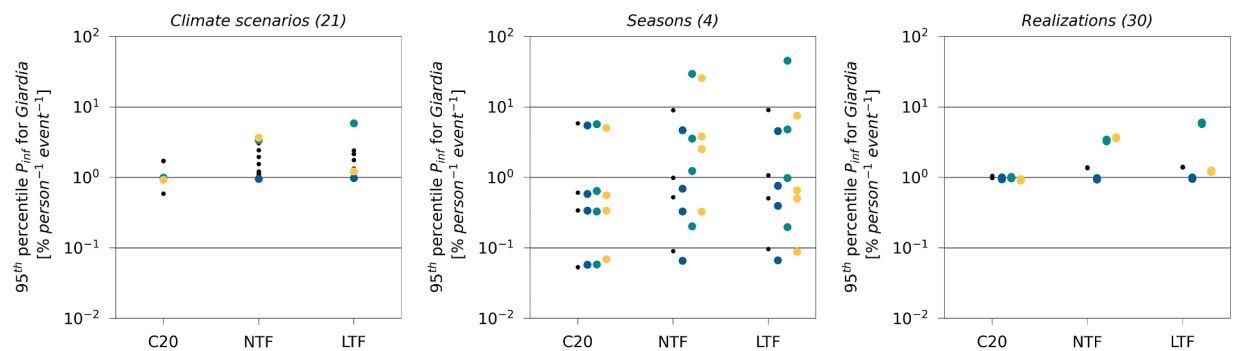 Climate scenarios (21)
95th percentile Pinf for Giardia
[% person−1 event−1]
10²
10¹
10⁰
10−1
10−2
C20 NTF LTF
Seasons (4)
95th percentile Pinf for Giardia
[% person−1 event−1]
10²
10¹
10⁰
10−1
10−2
C20 NTF LTF
Realizations (30)
95th percentile Pinf for Giardia
[% person−1 event−1]
10²
10¹
10⁰
10−1
10−2
C20 NTF LTF